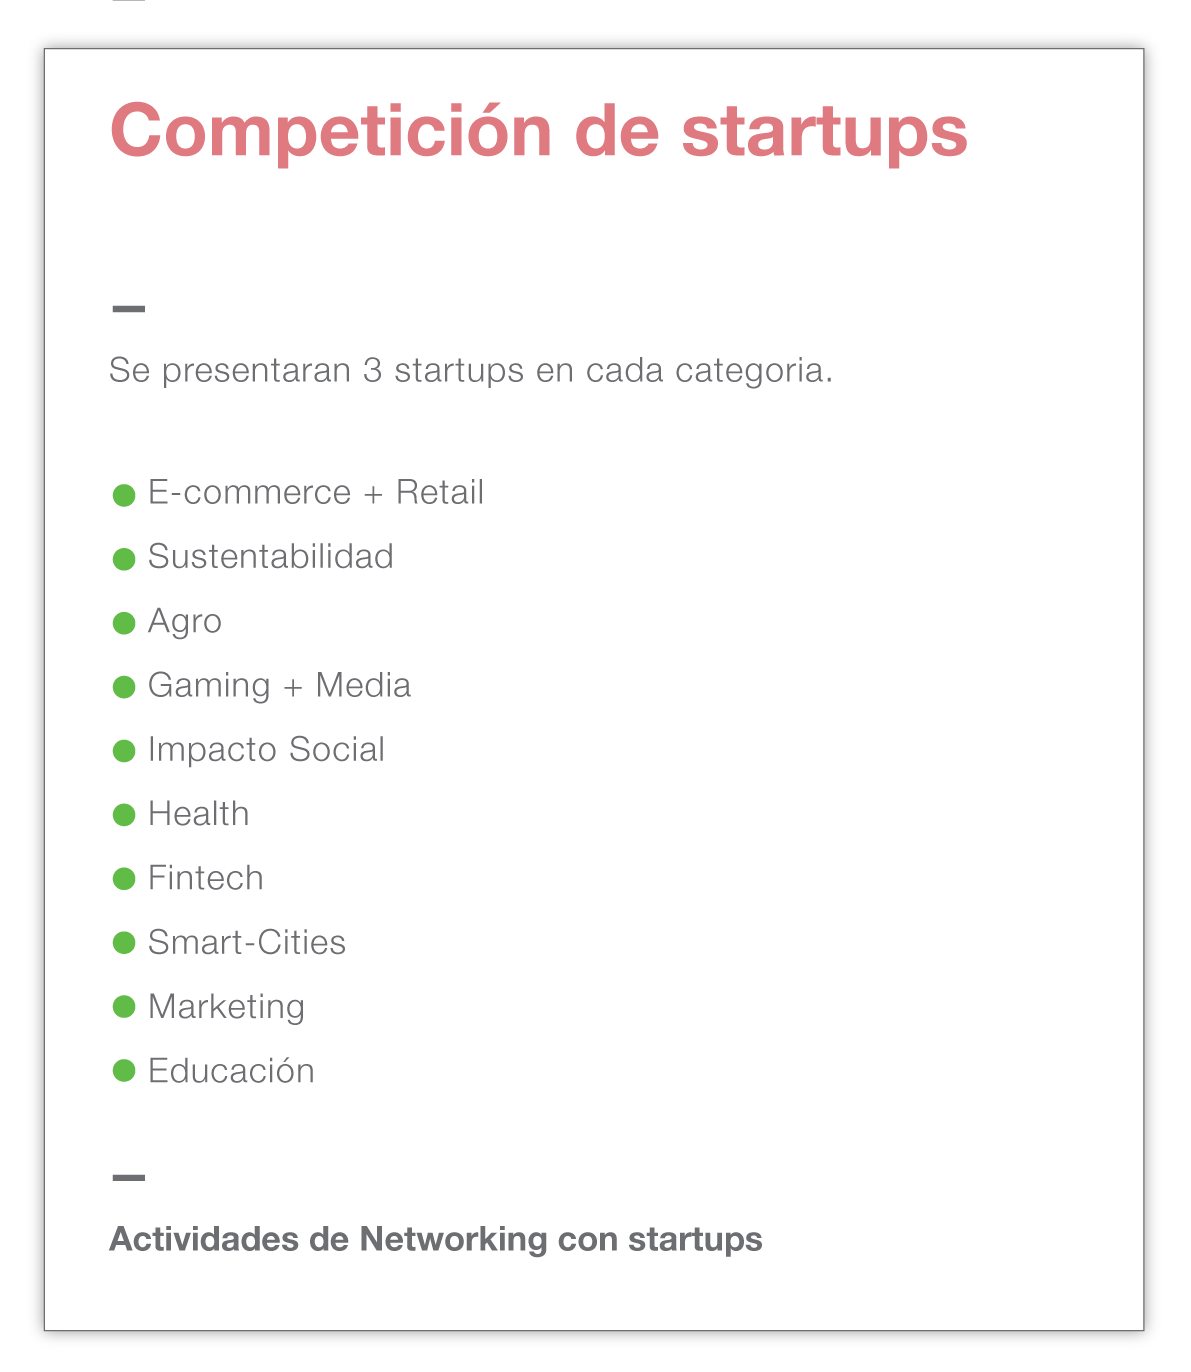 Competición de startups
Se presentaran 3 startups en cada categoria.
E-commerce + Retail
Sustentabilidad
Agro
Gaming + Media
Impacto Social
Health
Fintech
Smart-Cities
Marketing
Educación
Actividades de Networking con startups